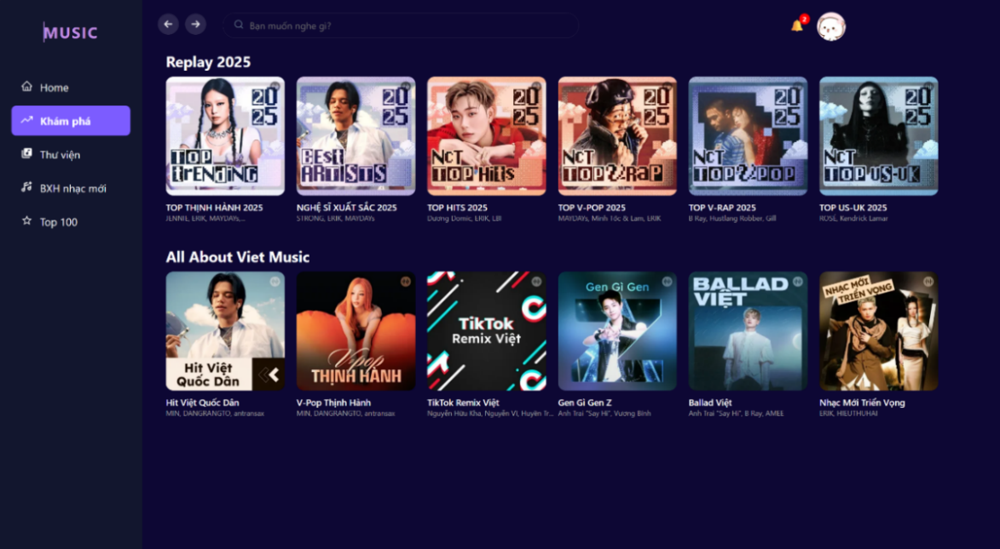 MUSIC
Home
Khám phá
Thư viện
BXH nhạc mới
Top 100
Bạn muốn nghe gì?
2
Replay 2025
2025
TOP
TRENDING
2025
BEST
ARTISTS
2025
NCT
TOP HITS
2025
NCT
TOP RAP
2025
NCT
TOP POP
2025
NCT
TOP US-UK
TOP THỊNH HÀNH 2025
JENNIE, ERIK, MAYDAYs,...
NGHỆ SĨ XUẤT SẮC 2025
STRONG, ERIK, MAYDAYs
TOP HITS 2025
Dương Domic, ERIK, Lil!
TOP V-POP 2025
MAYDAYs, Minh Tốc & Lam, ERIK
TOP V-RAP 2025
B Ray, Hustlang Robber, Gill
TOP US-UK 2025
ROSÉ, Kendrick Lamar
All About Viet Music
Hit Việt
Quốc Dân
V-pop
THỊNH HÀNH
TikTok
Remix Việt
Gen Gì Gen
Z
BALLAD
VIỆT
NHẠC MỚI
TRIỂN VỌNG
Hit Việt Quốc Dân
MIN, DANGRANGTO, antransax
V-Pop Thịnh Hành
MIN, DANGRANGTO, antransax
TikTok Remix Việt
Nguyễn Hữu Kha, Nguyễn Vĩ, Huyền Tr...
Gen Gì Gen Z
Anh Trai "Say Hi", Vương Bình
Ballad Việt
Anh Trai "Say Hi", B Ray, AMEE
Nhạc Mới Triển Vọng
ERIK, HIEUTHUHAI